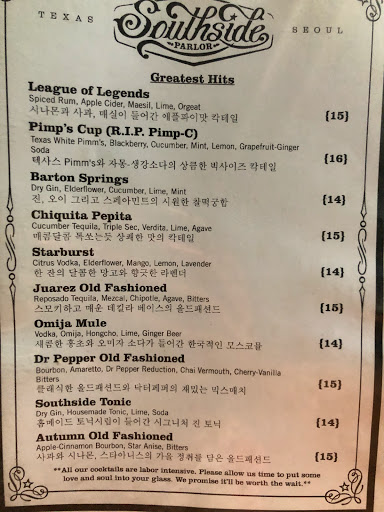 TEXAS Southside SEOUL
PARLOR
Greatest Hits
League of Legends
Spiced Rum, Apple Cider, Maesil, Lime, Orgeat
시나몬과 사과, 매실이 들어간 애플파이맛 칵테일 {15}
Pimp's Cup (R.I.P. Pimp-C)
Texas White Pimm's, Blackberry, Cucumber, Mint, Lemon, Grapefruit-Ginger
Soda
텍사스 Pimm's와 자몽-생강소다의 상큼한 빅사이즈 칵테일 {16}
Barton Springs
Dry Gin, Elderflower, Cucumber, Lime, Mint
진, 오이 그리고 스페아민트의 시원한 찰떡궁합 {14}
Chiquita Pepita
Cucumber Tequila, Triple Sec, Verdita, Lime, Agave
매콤달콤 톡쏘는듯 상쾌한 맛의 칵테일 {15}
Starburst
Citrus Vodka, Elderflower, Mango, Lemon, Lavender
한 잔의 달콤한 망고와 향긋한 라벤더 {14}
Juarez Old Fashioned
Reposado Tequila, Mezcal, Chipotle, Agave, Bitters
스모키하고 매운 데킬라 베이스의 올드패션드 {15}
Omija Mule
Vodka, Omija, Hongcho, Lime, Ginger Beer
새콤한 홍초와 오미자 소다가 들어간 한국적인 모스코뮬 {14}
Dr Pepper Old Fashioned
Bourbon, Amaretto, Dr Pepper Reduction, Chai Vermouth, Cherry-Vanilla
Bitters
클래식한 올드패션드와 닥터페퍼의 재밌는 믹스매치 {15}
Southside Tonic
Dry Gin, Housemade Tonic, Lime, Soda
홈메이드 토닉시럽이 들어간 시그니처 진 토닉 {14}
Autumn Old Fashioned
Apple-Cinnamon Bourbon, Star Anise, Bitters
사과와 시나몬, 스타아니스의 가을 정취를 담은 올드패션드 {15}
**All our cocktails are labor intensive. Please allow us time to put some
love and soul into your glass. We promise it'll be worth the wait.**